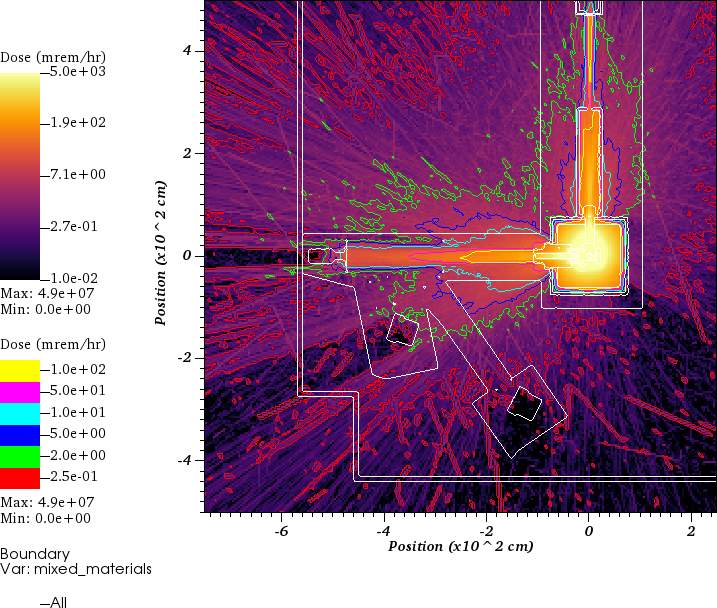 Dose (mrem/hr)
5.0e+03
1.9e+02
7.1e+00
2.7e-01
1.0e-02
Max: 4.9e+07
Min: 0.0e+00
Dose (mrem/hr)
1.0e+02
5.0e+01
1.0e+01
5.0e+00
2.0e+00
2.5e-01
Max: 4.9e+07
Min: 0.0e+00
Boundary
Var: mixed_materials
All
Position (x10^2 cm)
4
2
0
-2
-4
-6
-4
-2
0
2
Position (x10^2 cm)